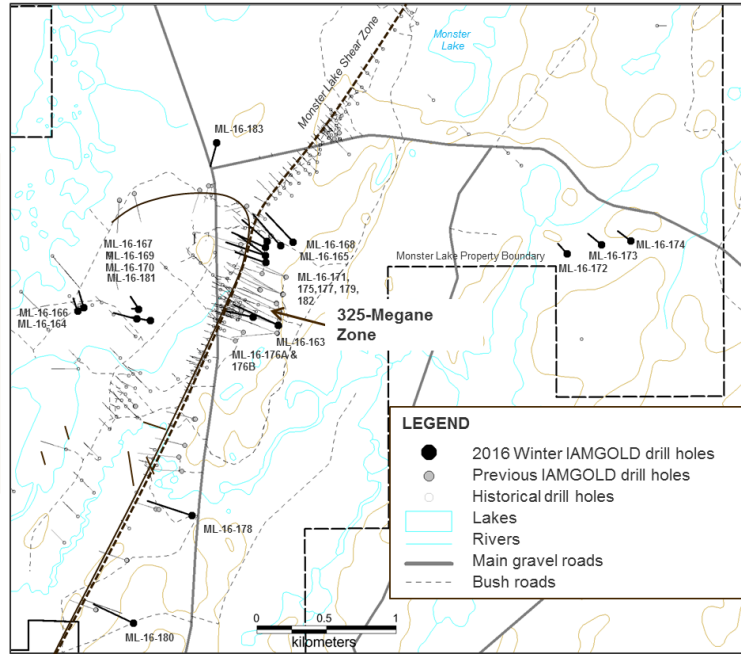 Monster
Lake
Monster Lake Shear Zone
ML-16-183
ML-16-167
ML-16-169
ML-16-170
ML-16-181
ML-16-168
ML-16-165
ML-16-174
ML-16-173
ML-16-172
Monster Lake Property Boundary
ML-16-171,
175,177, 179,
182
ML-16-166
ML-16-164
325-Megane
Zone
ML-16-163
ML-16-176A &
176B
LEGEND
2016 Winter IAMGOLD drill holes
Previous IAMGOLD drill holes
Historical drill holes
Lakes
Rivers
Main gravel roads
Bush roads
ML-16-178
ML-16-180
0 0.5 1
kilometers